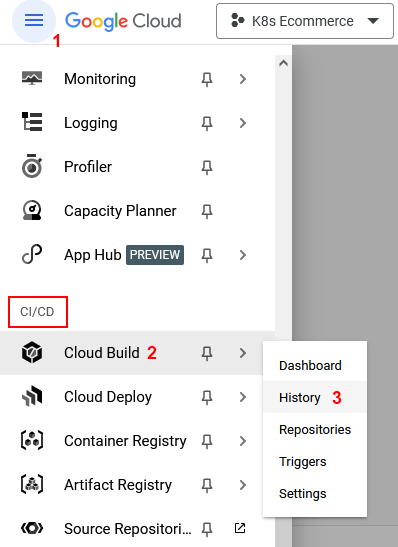 Google Cloud
K8s Ecommerce
1
Monitoring
Logging
Profiler
Capacity Planner
App Hub PREVIEW
CI/CD
Cloud Build 2
Dashboard
Cloud Deploy
History 3
Repositories
Container Registry
Triggers
Artifact Registry
Settings
Source Repositori...